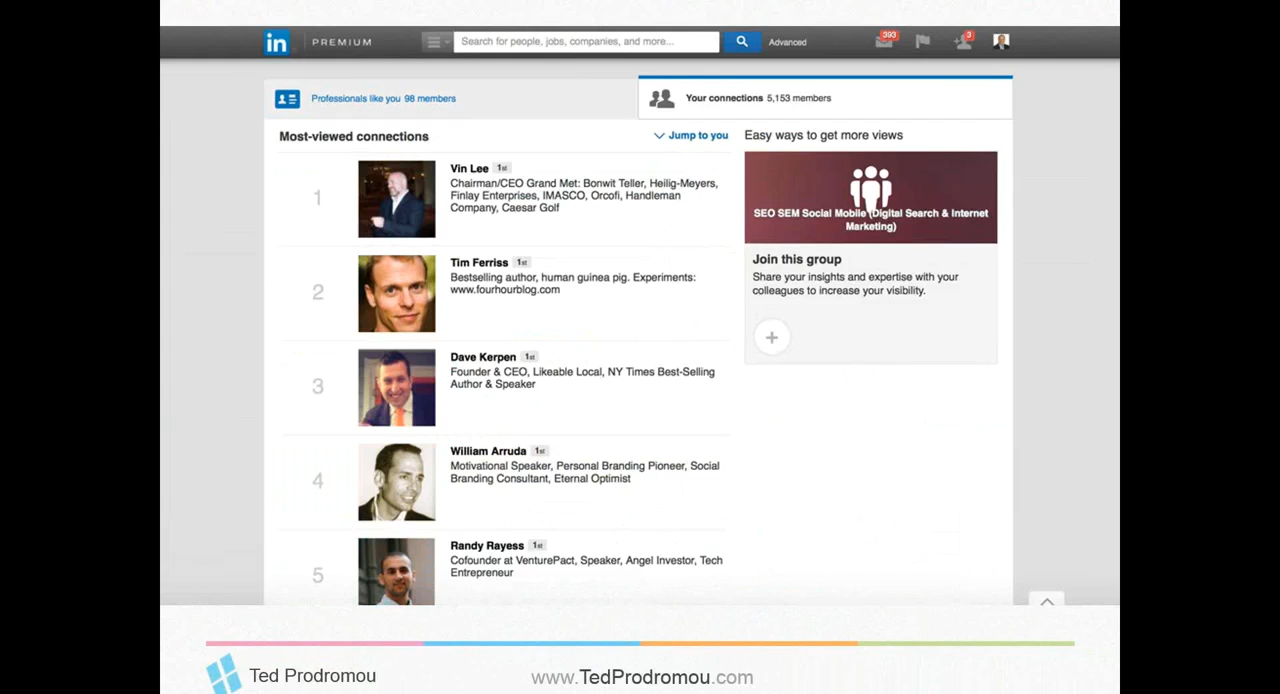 in PREMIUM Search for people, jobs, companies, and more... Advanced 393 3
Professionals like you 98 members
Your connections 5,153 members
Most-viewed connections
Jump to you
1
Vin Lee 1st
Chairman/CEO Grand Met: Bonwit Teller, Heilig-Meyers,
Finlay Enterprises, IMASCO, Orcofi, Handleman
Company, Caesar Golf
2
Tim Ferriss 1st
Bestselling author, human guinea pig. Experiments:
www.fourhourblog.com
3
Dave Kerpen 1st
Founder & CEO, Likeable Local, NY Times Best-Selling
Author & Speaker
4
William Arruda 1st
Motivational Speaker, Personal Branding Pioneer, Social
Branding Consultant, Eternal Optimist
5
Randy Rayess 1st
Cofounder at VenturePact, Speaker, Angel Investor, Tech
Entrepreneur
Easy ways to get more views
SEO SEM Social Mobile (Digital Search & Internet
Marketing)
Join this group
Share your insights and expertise with your
colleagues to increase your visibility.
Ted Prodromou
www.TedProdromou.com